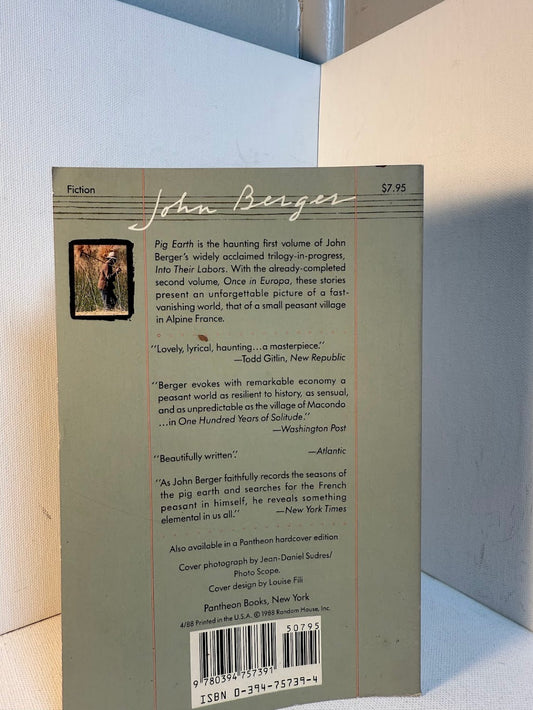 Fiction
John Berger
$7.95
Pig Earth is the haunting first volume of John
Berger's widely acclaimed trilogy-in-progress,
Into Their Labors. With the already-completed
second volume, Once in Europa, these stories
present an unforgettable picture of a fast-
vanishing world, that of a small peasant village
in Alpine France.
"Lovely, lyrical, haunting...a masterpiece."
—Todd Gitlin, New Republic
"Berger evokes with remarkable economy a
peasant world as resilient to history, as sensual,
and as unpredictable as the village of Macondo
...in One Hundred Years of Solitude."
—Washington Post
"Beautifully written". —Atlantic
"As John Berger faithfully records the seasons of
the pig earth and searches for the French
peasant in himself, he reveals something
elemental in us all." —New York Times
Also available in a Pantheon hardcover edition
Cover photograph by Jean-Daniel Sudres/
Photo Scope.
Cover design by Louise Fili
Pantheon Books, New York
4/88 Printed in the U.S.A. © 1988 Random House, Inc.
50795
9 780394 757391
ISBN 0-394-75739-4